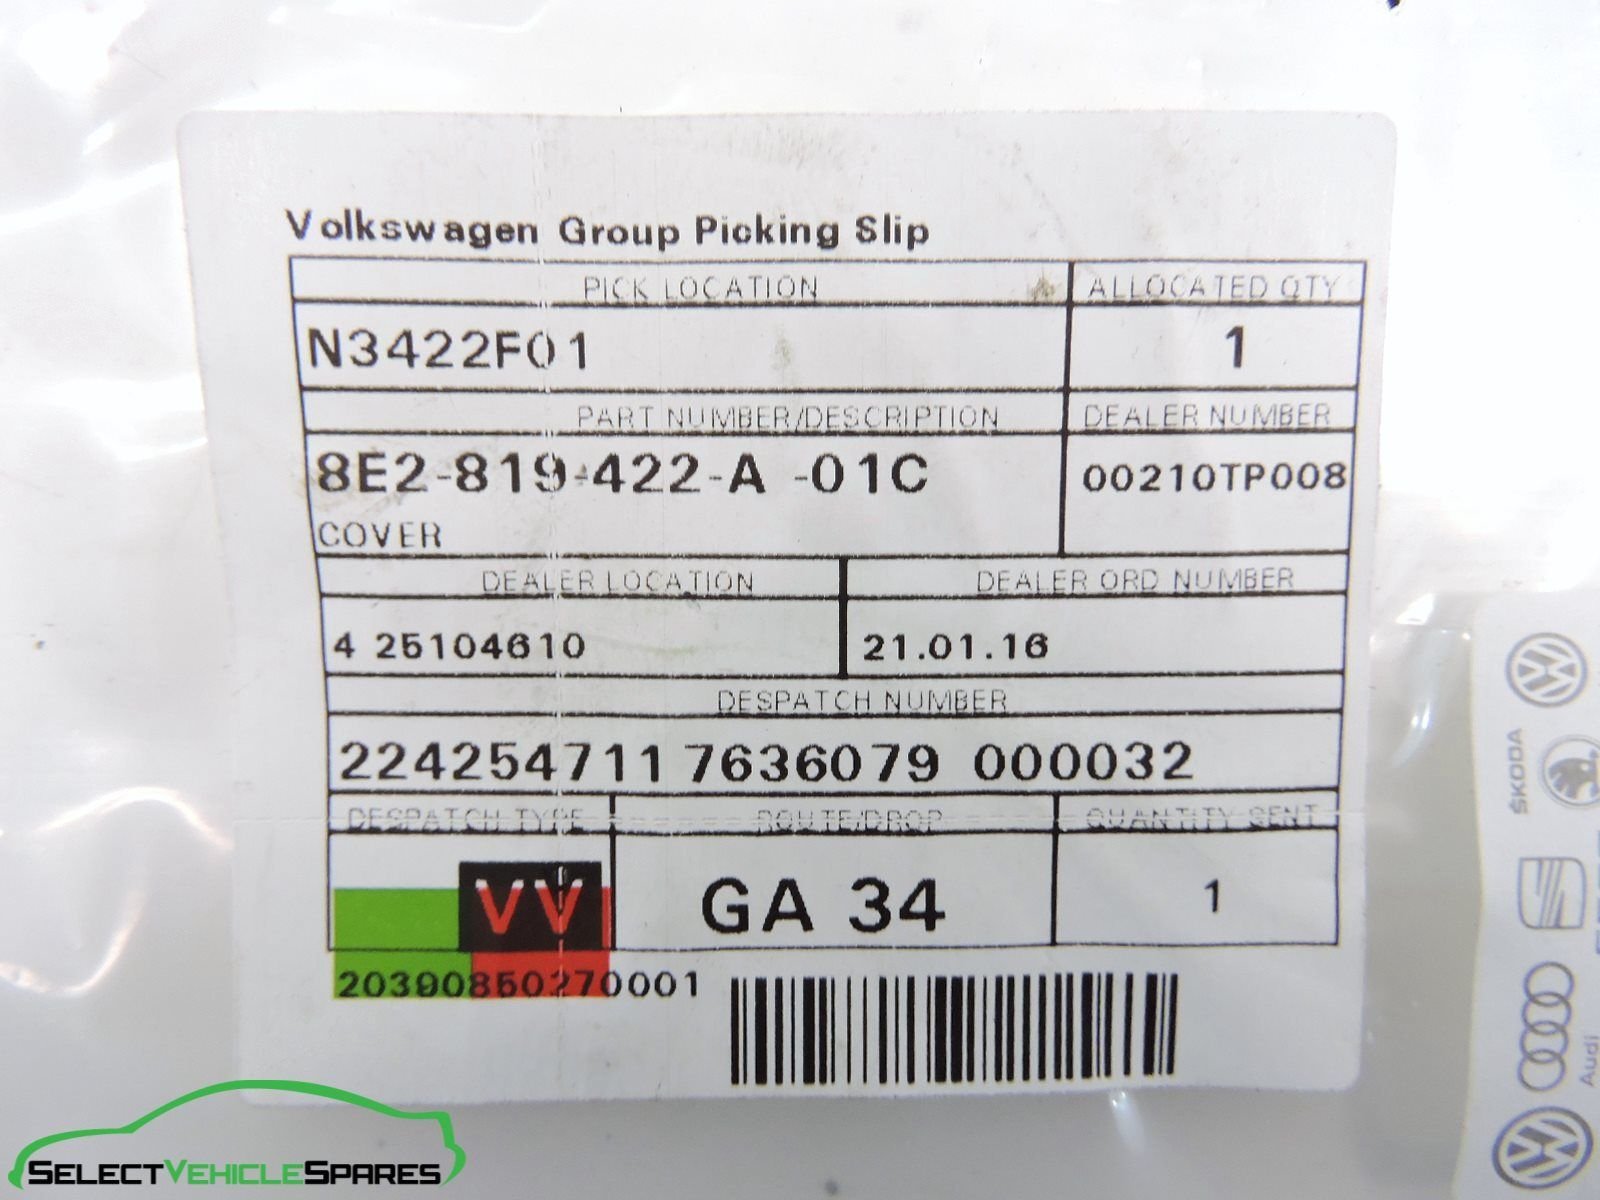 Volkswagen Group Picking Slip
PICK LOCATION
ALLOCATED QTY
N3422F01
1
PART NUMBER/DESCRIPTION
DEALER NUMBER
8E2-819-422-A -01C
00210TP008
COVER
DEALER LOCATION
DEALER ORD NUMBER
4 25104610
21.01.16
DESPATCH NUMBER
2242547117636079 000032
DESPATCH TYPE
ROUTE/DROP
QUANTITY SENT
VV
GA 34
1
20390850270001
ŠKODA
Audi
SELECTVEHICLESPARES